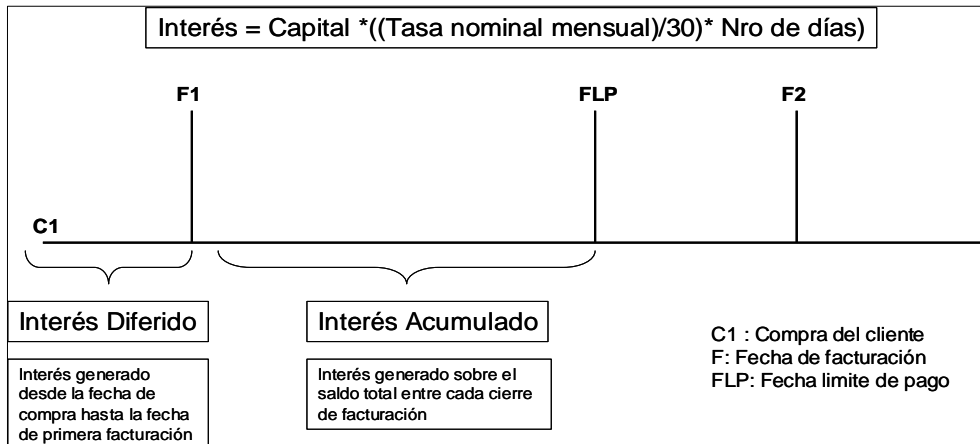 Interés = Capital *((Tasa nominal mensual)/30)* Nro de días)
F1
FLP
F2
C1
Interés Diferido
Interés Acumulado
Interés generado
desde la fecha de
compra hasta la fecha
de primera facturación
Interés generado sobre el
saldo total entre cada cierre
de facturación
C1 : Compra del cliente
F: Fecha de facturación
FLP: Fecha limite de pago